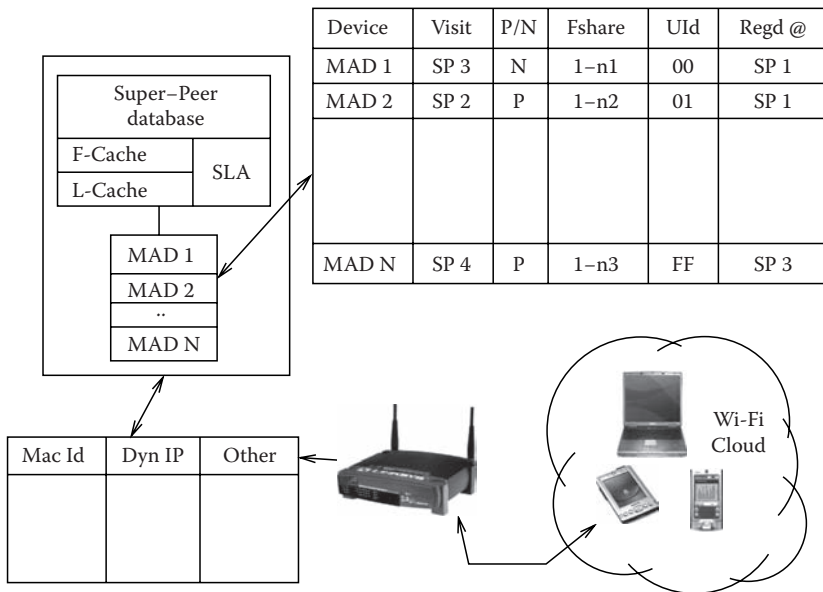 Super–Peer
database
F-Cache
L-Cache
SLA
MAD 1
MAD 2
..
MAD N
Device Visit P/N Fshare UId Regd @
MAD 1 SP 3 N 1–n1 00 SP 1
MAD 2 SP 2 P 1–n2 01 SP 1
MAD N SP 4 P 1–n3 FF SP 3
Mac Id Dyn IP Other
Wi-Fi
Cloud